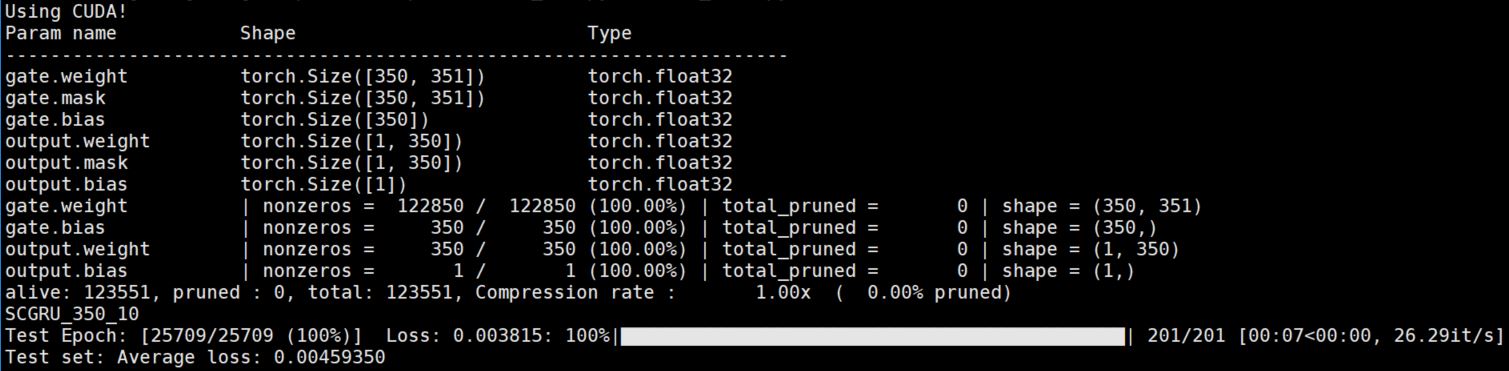 Using CUDA!
Param name          Shape                         Type
----------------------------------------------------------------------
gate.weight          torch.Size([350, 351])         torch.float32
gate.mask            torch.Size([350, 351])         torch.float32
gate.bias            torch.Size([350])              torch.float32
output.weight        torch.Size([1, 350])           torch.float32
output.mask          torch.Size([1, 350])           torch.float32
output.bias          torch.Size([1])                torch.float32
gate.weight          | nonzeros =  122850 /  122850 (100.00%) | total_pruned =       0 | shape = (350, 351)
gate.bias            | nonzeros =     350 /     350 (100.00%) | total_pruned =       0 | shape = (350,)
output.weight        | nonzeros =     350 /     350 (100.00%) | total_pruned =       0 | shape = (1, 350)
output.bias          | nonzeros =       1 /       1 (100.00%) | total_pruned =       0 | shape = (1,)
alive: 123551, pruned : 0, total: 123551, Compression rate :       1.00x  (  0.00% pruned)
SCGRU_350_10
Test Epoch: [25709/25709 (100%)]  Loss: 0.003815: 100%|██████████| 201/201 [00:07<00:00, 26.29it/s]
Test set: Average loss: 0.00459350